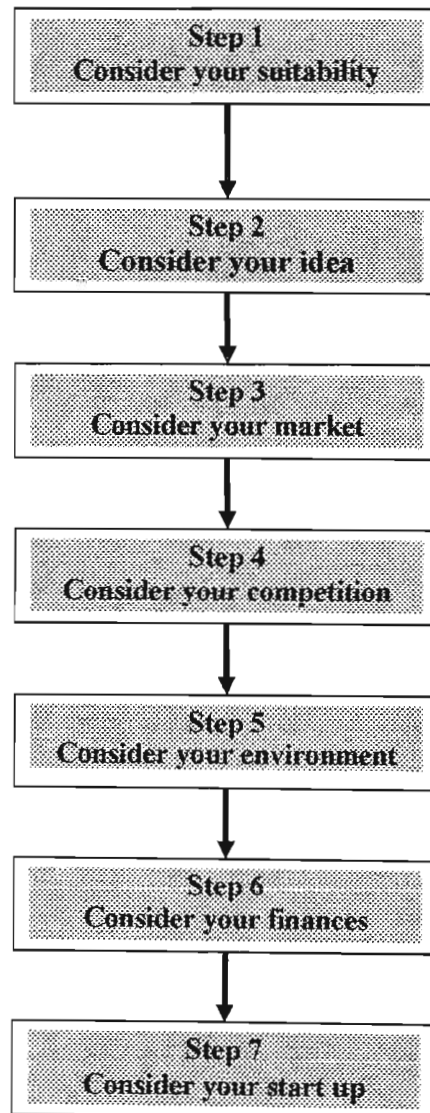 Step 1
Consider your suitability
Step 2
Consider your idea
Step 3
Consider your market
Step 4
Consider your competition
Step 5
Consider your environment
Step 6
Consider your finances
Step 7
Consider your start up